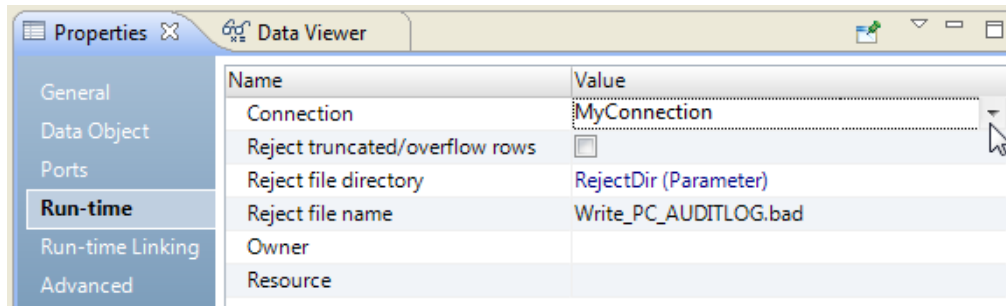 Properties Data Viewer
General
Data Object
Ports
Run-time
Run-time Linking
Advanced
Name Value
Connection MyConnection
Reject truncated/overflow rows
Reject file directory RejectDir (Parameter)
Reject file name Write_PC_AUDITLOG.bad
Owner
Resource